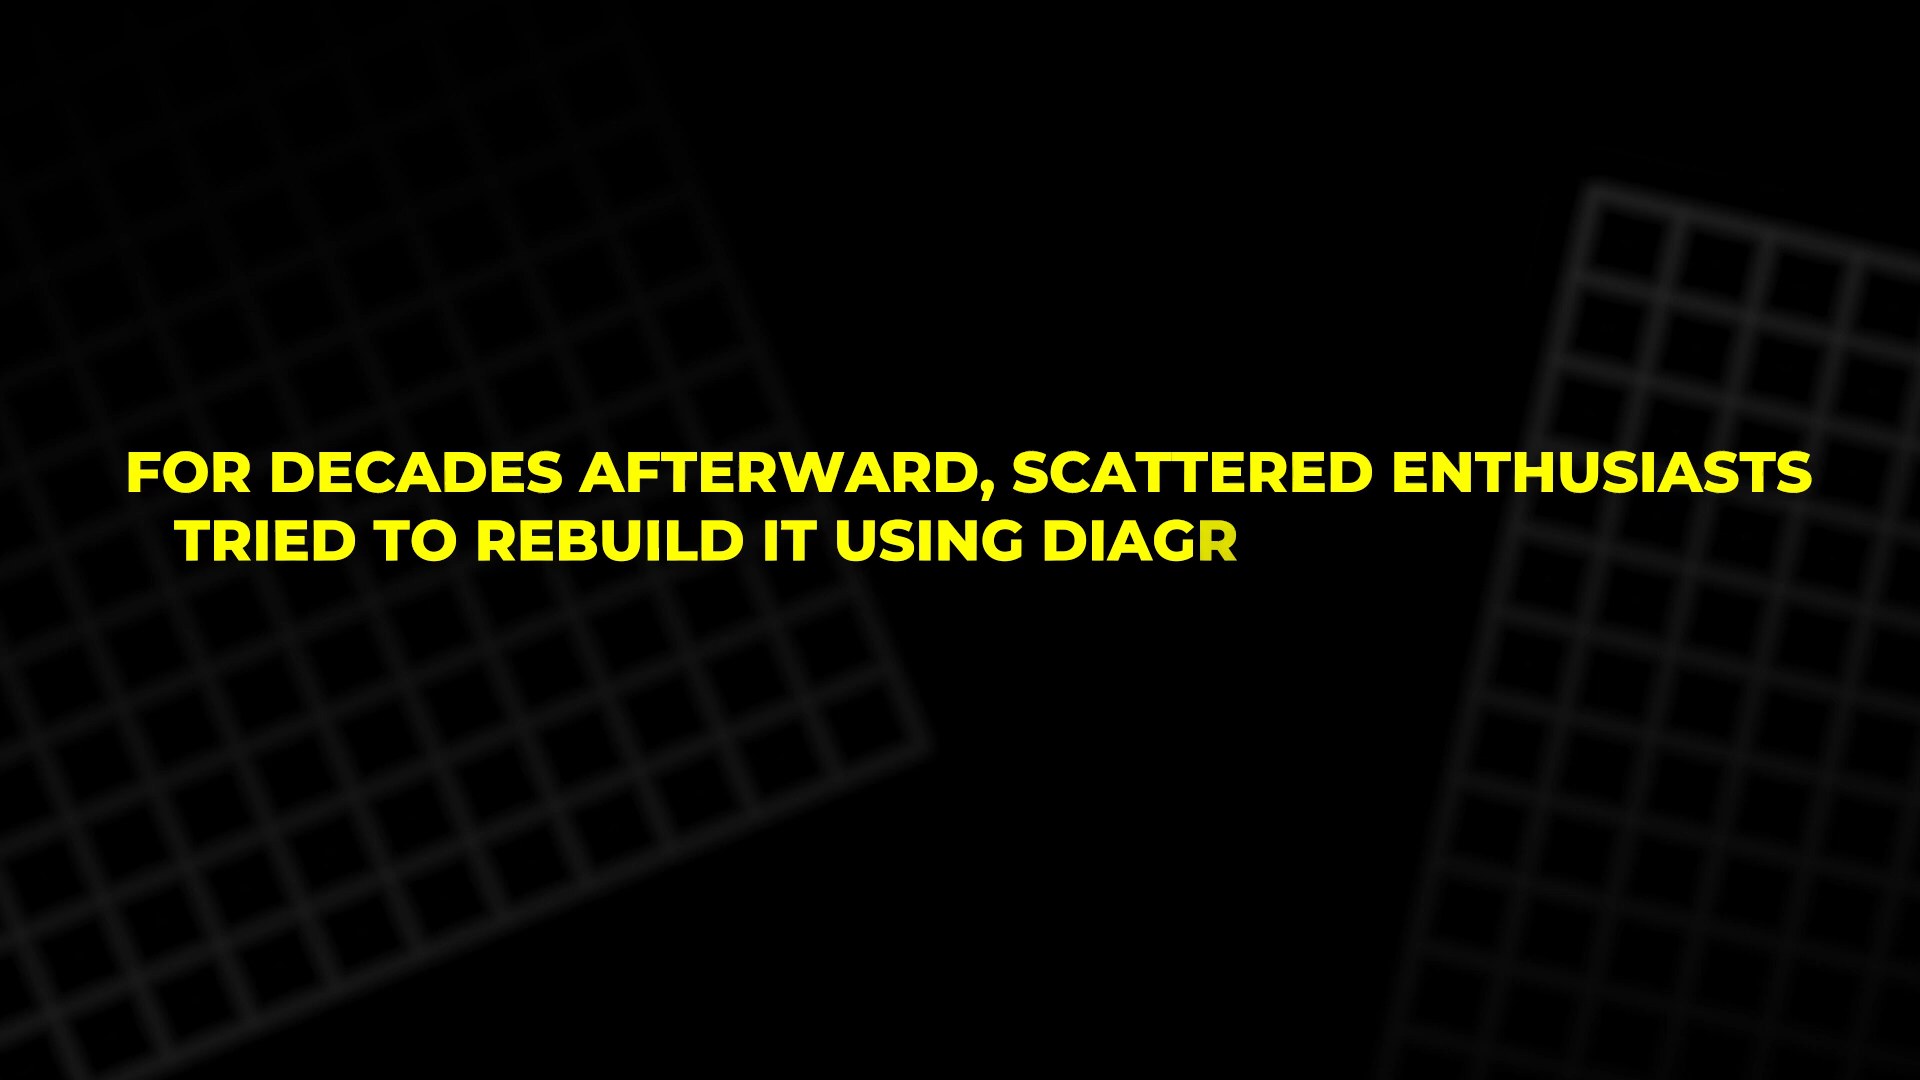 FOR DECADES AFTERWARD, SCATTERED ENTHUSIASTS
TRIED TO REBUILD IT USING DIAGR